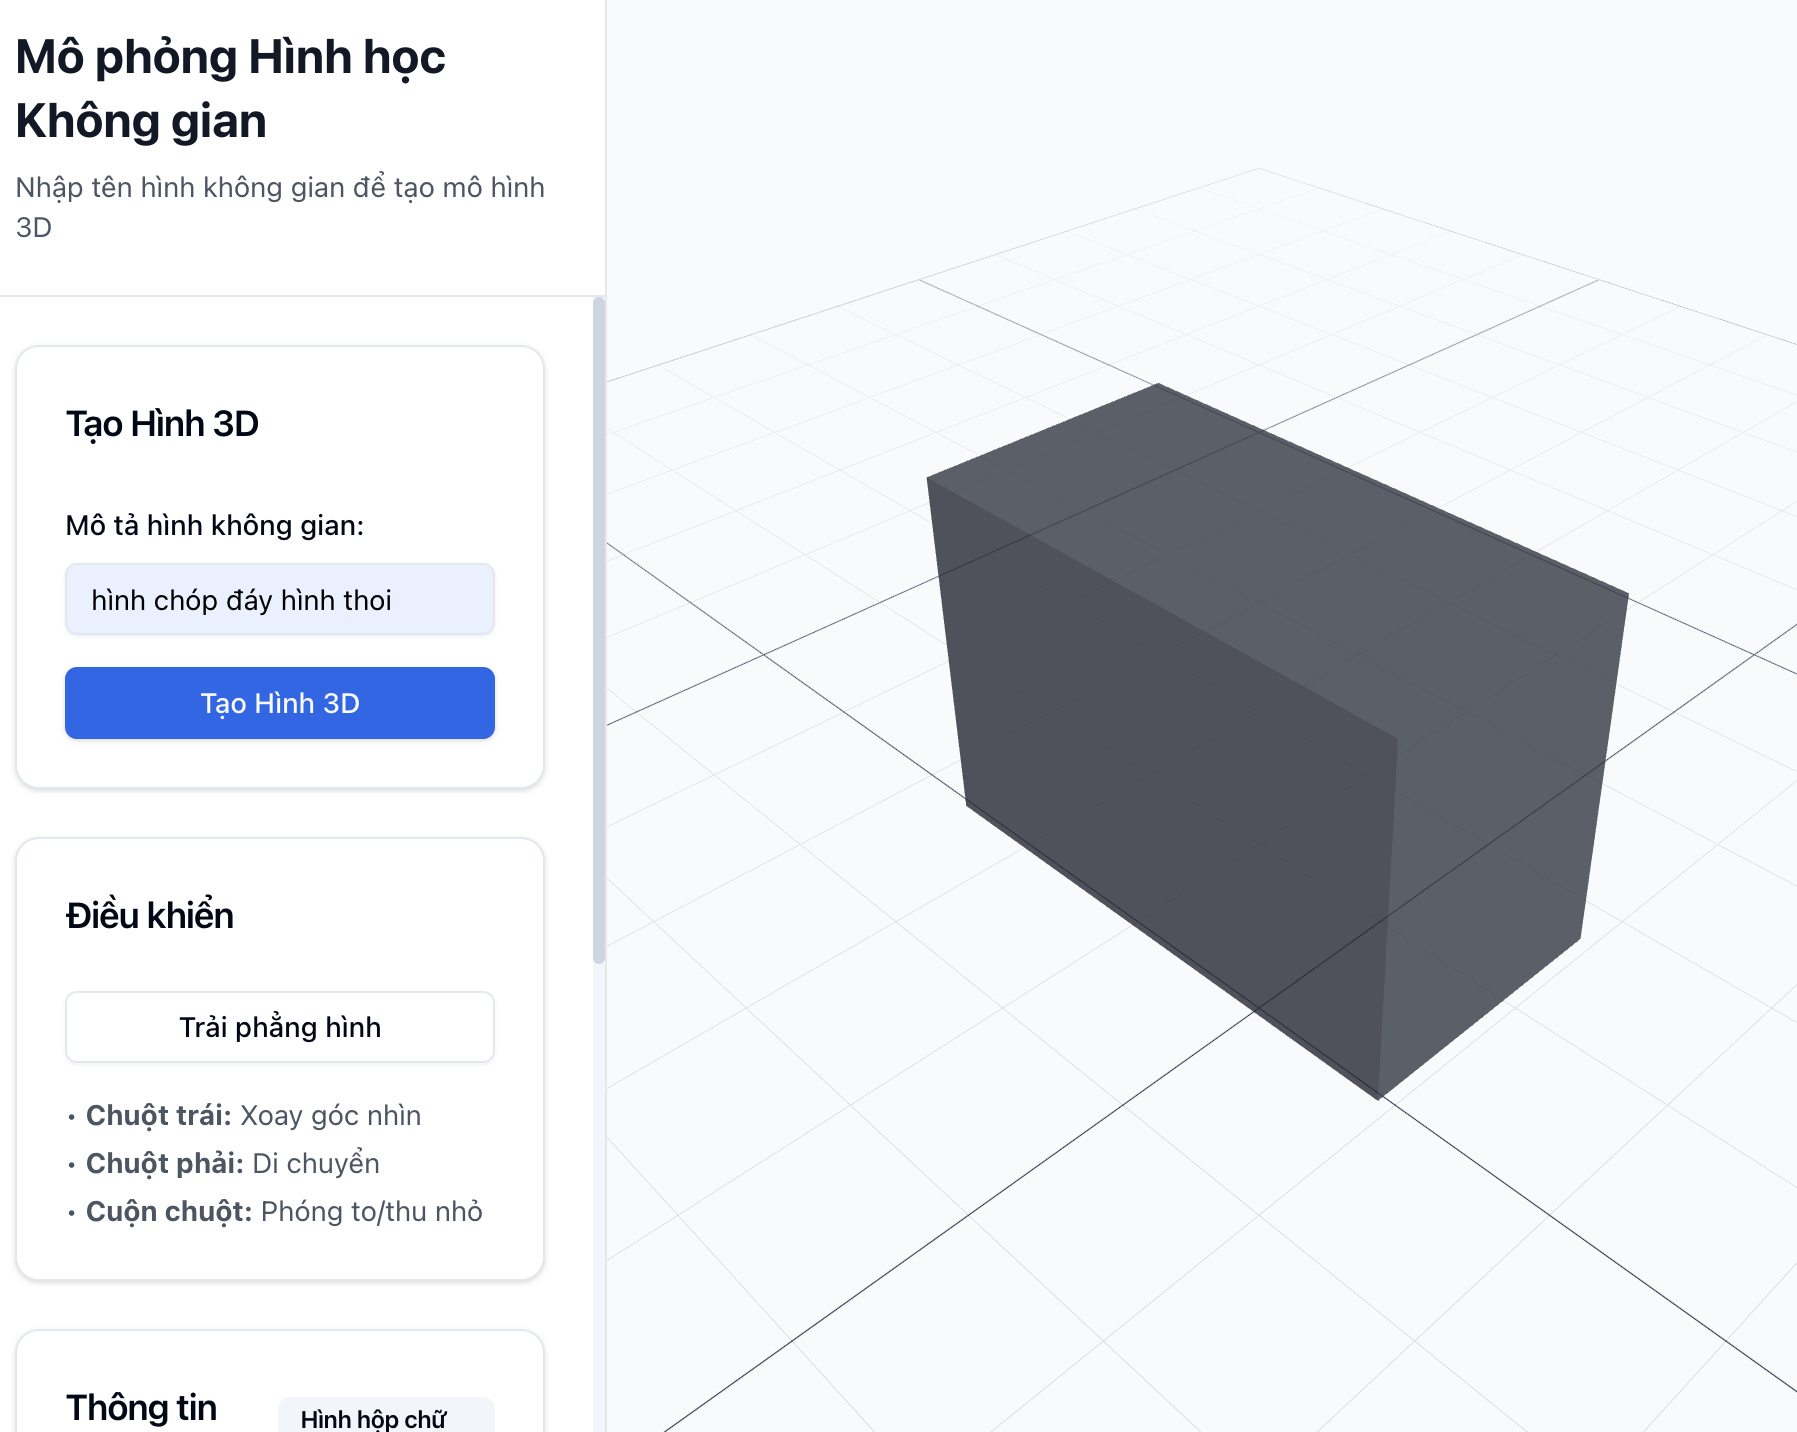 Mô phỏng Hình học
Không gian
Nhập tên hình không gian để tạo mô hình
3D
Tạo Hình 3D
Mô tả hình không gian:
hình chóp đáy hình thoi
Tạo Hình 3D
Điều khiển
Trải phẳng hình
• Chuột trái: Xoay góc nhìn
• Chuột phải: Di chuyển
• Cuộn chuột: Phóng to/thu nhỏ
Thông tin
Hình hộp chữ